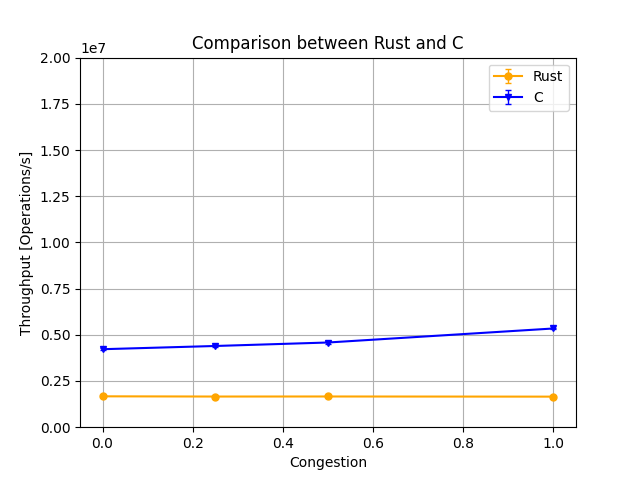 Comparison between Rust and C
1e7
2.00
1.75
1.50
1.25
1.00
0.75
0.50
0.25
0.00
Throughput [Operations/s]
Rust
C
0.0 0.2 0.4 0.6 0.8 1.0
Congestion